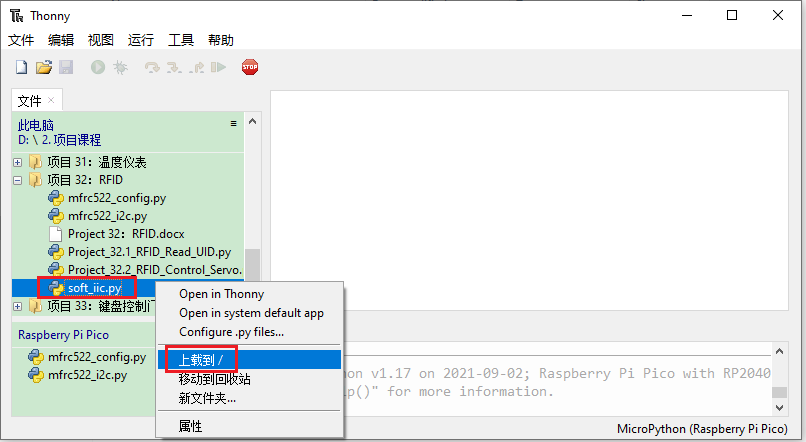 Thonny
文件 编辑 视图 运行 工具 帮助
STOP
文件 ×
此电脑
D: \ 2. 项目课程
项目 31：温度仪表
项目 32：RFID
mfrc522_config.py
mfrc522_i2c.py
Project 32：RFID.docx
Project_32.1_RFID_Read_UID.py
Project_32.2_RFID_Control_Servo.
soft_iic.py
项目 33：键盘控制门
Raspberry Pi Pico
mfrc522_config.py
mfrc522_i2c.py
Open in Thonny
Open in system default app
Configure .py files...
上载到 /
移动到回收站
新文件夹...
属性
on v1.17 on 2021-09-02; Raspberry Pi Pico with RP2040
lp()" for more information.
MicroPython (Raspberry Pi Pico)